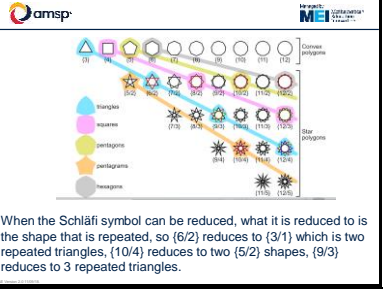 amsp
Managed by
MEI
Convex
polygons
{3} {4} {5} {6} {7} {8} {9} {10} {11} {12}
{5/2} {6/2} {7/2} {8/2} {9/2} {10/2} {11/2} {12/2}
triangles
squares
{7/3} {8/3} {9/3} {10/3} {11/3} {12/3}
Star
polygons
pentagons
{9/4} {10/4} {11/4} {12/4}
pentagrams
hexagons
{11/5} {12/5}
When the Schläfi symbol can be reduced, what it is reduced to is
the shape that is repeated, so {6/2} reduces to {3/1} which is two
repeated triangles, {10/4} reduces to two {5/2} shapes, {9/3}
reduces to 3 repeated triangles.